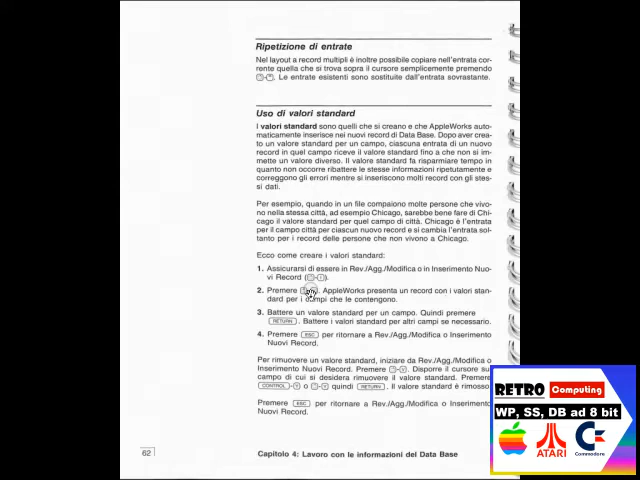 Ripetizione di entrate
Nel layout a record multipli è inoltre possibile copiare nell'entrata cor-
rente quella che si trova sopra il cursore semplicemente premendo
. Le entrate esistenti sono sostituite dall'entrata sovrastante.
Uso di valori standard
I valori standard sono quelli che si creano e che AppleWorks auto-
maticamente inserisce nei nuovi record di Data Base. Dopo aver crea-
to un valore standard per un campo, ciascuna entrata di un nuovo
record in quel campo riceve il valore standard fino a che non si im-
mette un valore diverso. Il valore standard fa risparmiare tempo in
quanto non occorre ribattere le stesse informazioni ripetutamente e
correggono gli errori mentre si inseriscono molti record con gli stes-
si dati.
Per esempio, quando in un file compaiono molte persone che vivo-
no nella stessa città, ad esempio Chicago, sarebbe bene fare di Chi-
cago il valore standard per quel campo di città. Chicago è l'entrata
per il campo città per ciascun nuovo record e si cambia l'entrata sol-
tanto per i record delle persone che non vivono a Chicago.
Ecco come creare i valori standard:
1. Assicurarsi di essere in Rev./Agg./Modifica o in Inserimento Nuo-
vi Record ( - ).
2. Premere . AppleWorks presenta un record con i valori stan-
dard per i campi che le contengono.
3. Battere un valore standard per un campo. Quindi premere
RETURN . Battere i valori standard per altri campi se necessario.
4. Premere ESC per ritornare a Rev./Agg./Modifica o Inserimento
Nuovi Record.
Per rimuovere un valore standard, iniziare da Rev./Agg./Modifica o
Inserimento Nuovi Record. Premere -V . Disporre il cursore su
campo di cui si desidera rimuovere il valore standard. Premere
CONTROL -Y o -Y quindi RETURN . Il valore standard è rimosso
Premere ESC per ritornare a Rev./Agg./Modifica o Inserimento
Nuovi Record.
62
Capitolo 4: Lavoro con le informazioni del Data Base
RETRO Computing
WP, SS, DB ad 8 bit
ATARI
Commodore